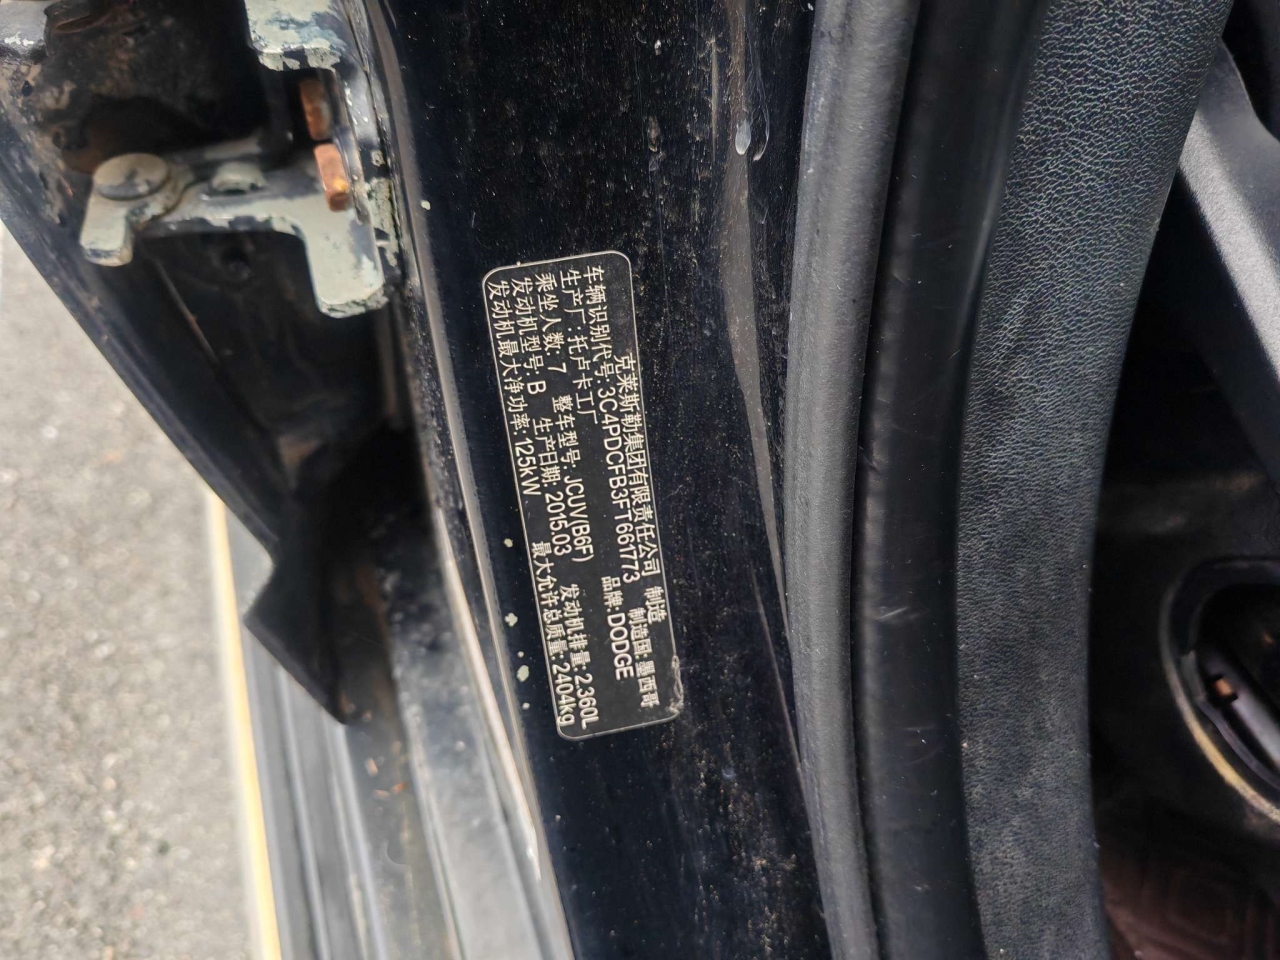 克莱斯勒集团有限责任公司 制造
车辆识别代号:3C4PDCFB3FT661773 制造国:墨西哥
生产厂:托卢卡工厂 品牌:DODGE
乘坐人数:7 整车型号:JCUV(B6F) 发动机排量:2.360L
发动机型号:B 生产日期:2015.03 最大允许总质量:2404kg
发动机最大净功率:125kW